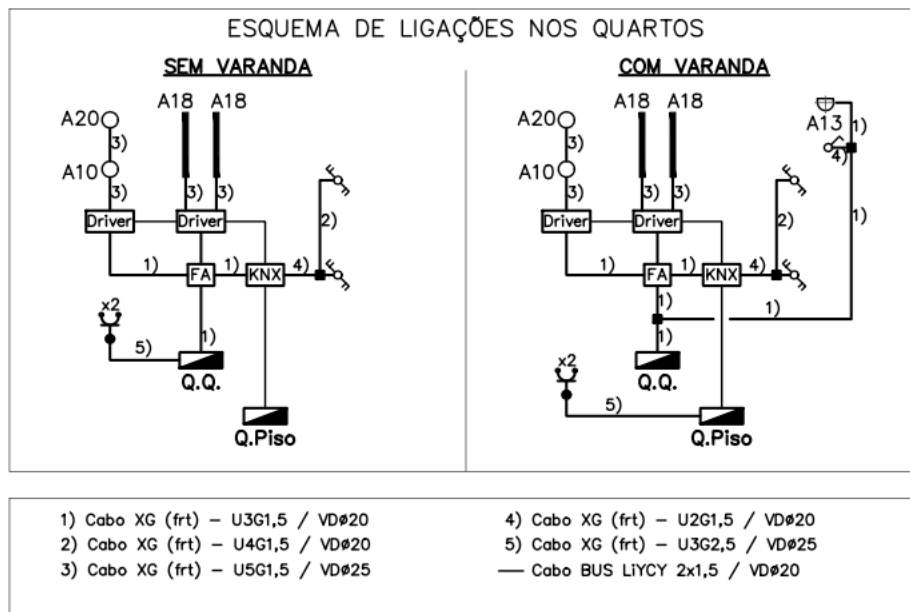 ESQUEMA DE LIGAÇÕES NOS QUARTOS
SEM VARANDA
A18 A18
A20
3)
A10
3) 3) 3)
Driver Driver
2)
1) FA 1) KNX 4)
x2
5) 1)
Q.Q.
Q.Piso
COM VARANDA
A18 A18
A20
A13 1)
3)
4)
A10
3) 3) 3)
Driver Driver
2) 1)
1) FA 1) KNX 4)
1) 1)
1)
x2
Q.Q.
5)
Q.Piso
1) Cabo XG (frt) – U3G1,5 / VDø20
2) Cabo XG (frt) – U4G1,5 / VDø20
3) Cabo XG (frt) – U5G1,5 / VDø25
4) Cabo XG (frt) – U2G1,5 / VDø20
5) Cabo XG (frt) – U3G2,5 / VDø25
Cabo BUS LiYCY 2x1,5 / VDø20